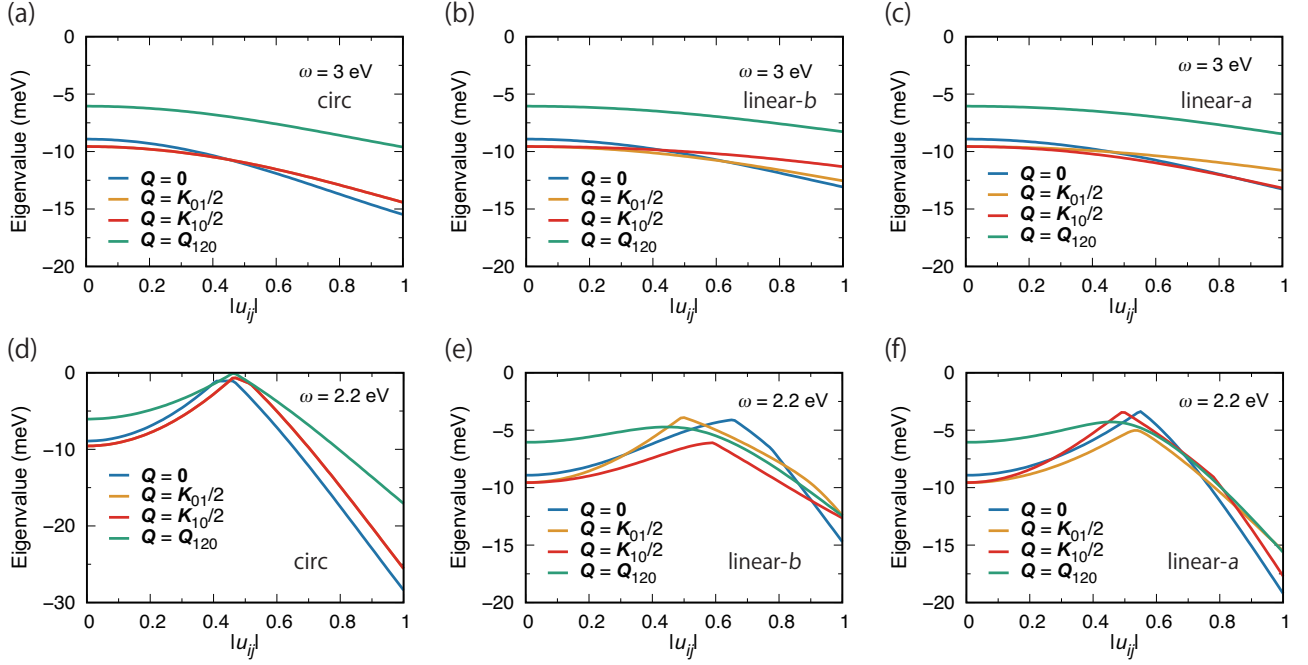 (a)
0
−5
−10
−15
−20
Eigenvalue (meV)
ω = 3 eV
circ
Q = 0
Q = K01/2
Q = K10/2
Q = Q120
0 0.2 0.4 0.6 0.8 1
|uij|
(b)
0
−5
−10
−15
−20
Eigenvalue (meV)
ω = 3 eV
linear-b
Q = 0
Q = K01/2
Q = K10/2
Q = Q120
0 0.2 0.4 0.6 0.8 1
|uij|
(c)
0
−5
−10
−15
−20
Eigenvalue (meV)
ω = 3 eV
linear-a
Q = 0
Q = K01/2
Q = K10/2
Q = Q120
0 0.2 0.4 0.6 0.8 1
|uij|
(d)
0
−10
−20
−30
Eigenvalue (meV)
ω = 2.2 eV
Q = 0
Q = K01/2
Q = K10/2
Q = Q120
circ
0 0.2 0.4 0.6 0.8 1
|uij|
(e)
0
−5
−10
−15
−20
Eigenvalue (meV)
ω = 2.2 eV
Q = 0
Q = K01/2
Q = K10/2
Q = Q120
linear-b
0 0.2 0.4 0.6 0.8 1
|uij|
(f)
0
−5
−10
−15
−20
Eigenvalue (meV)
ω = 2.2 eV
Q = 0
Q = K01/2
Q = K10/2
Q = Q120
linear-a
0 0.2 0.4 0.6 0.8 1
|uij|